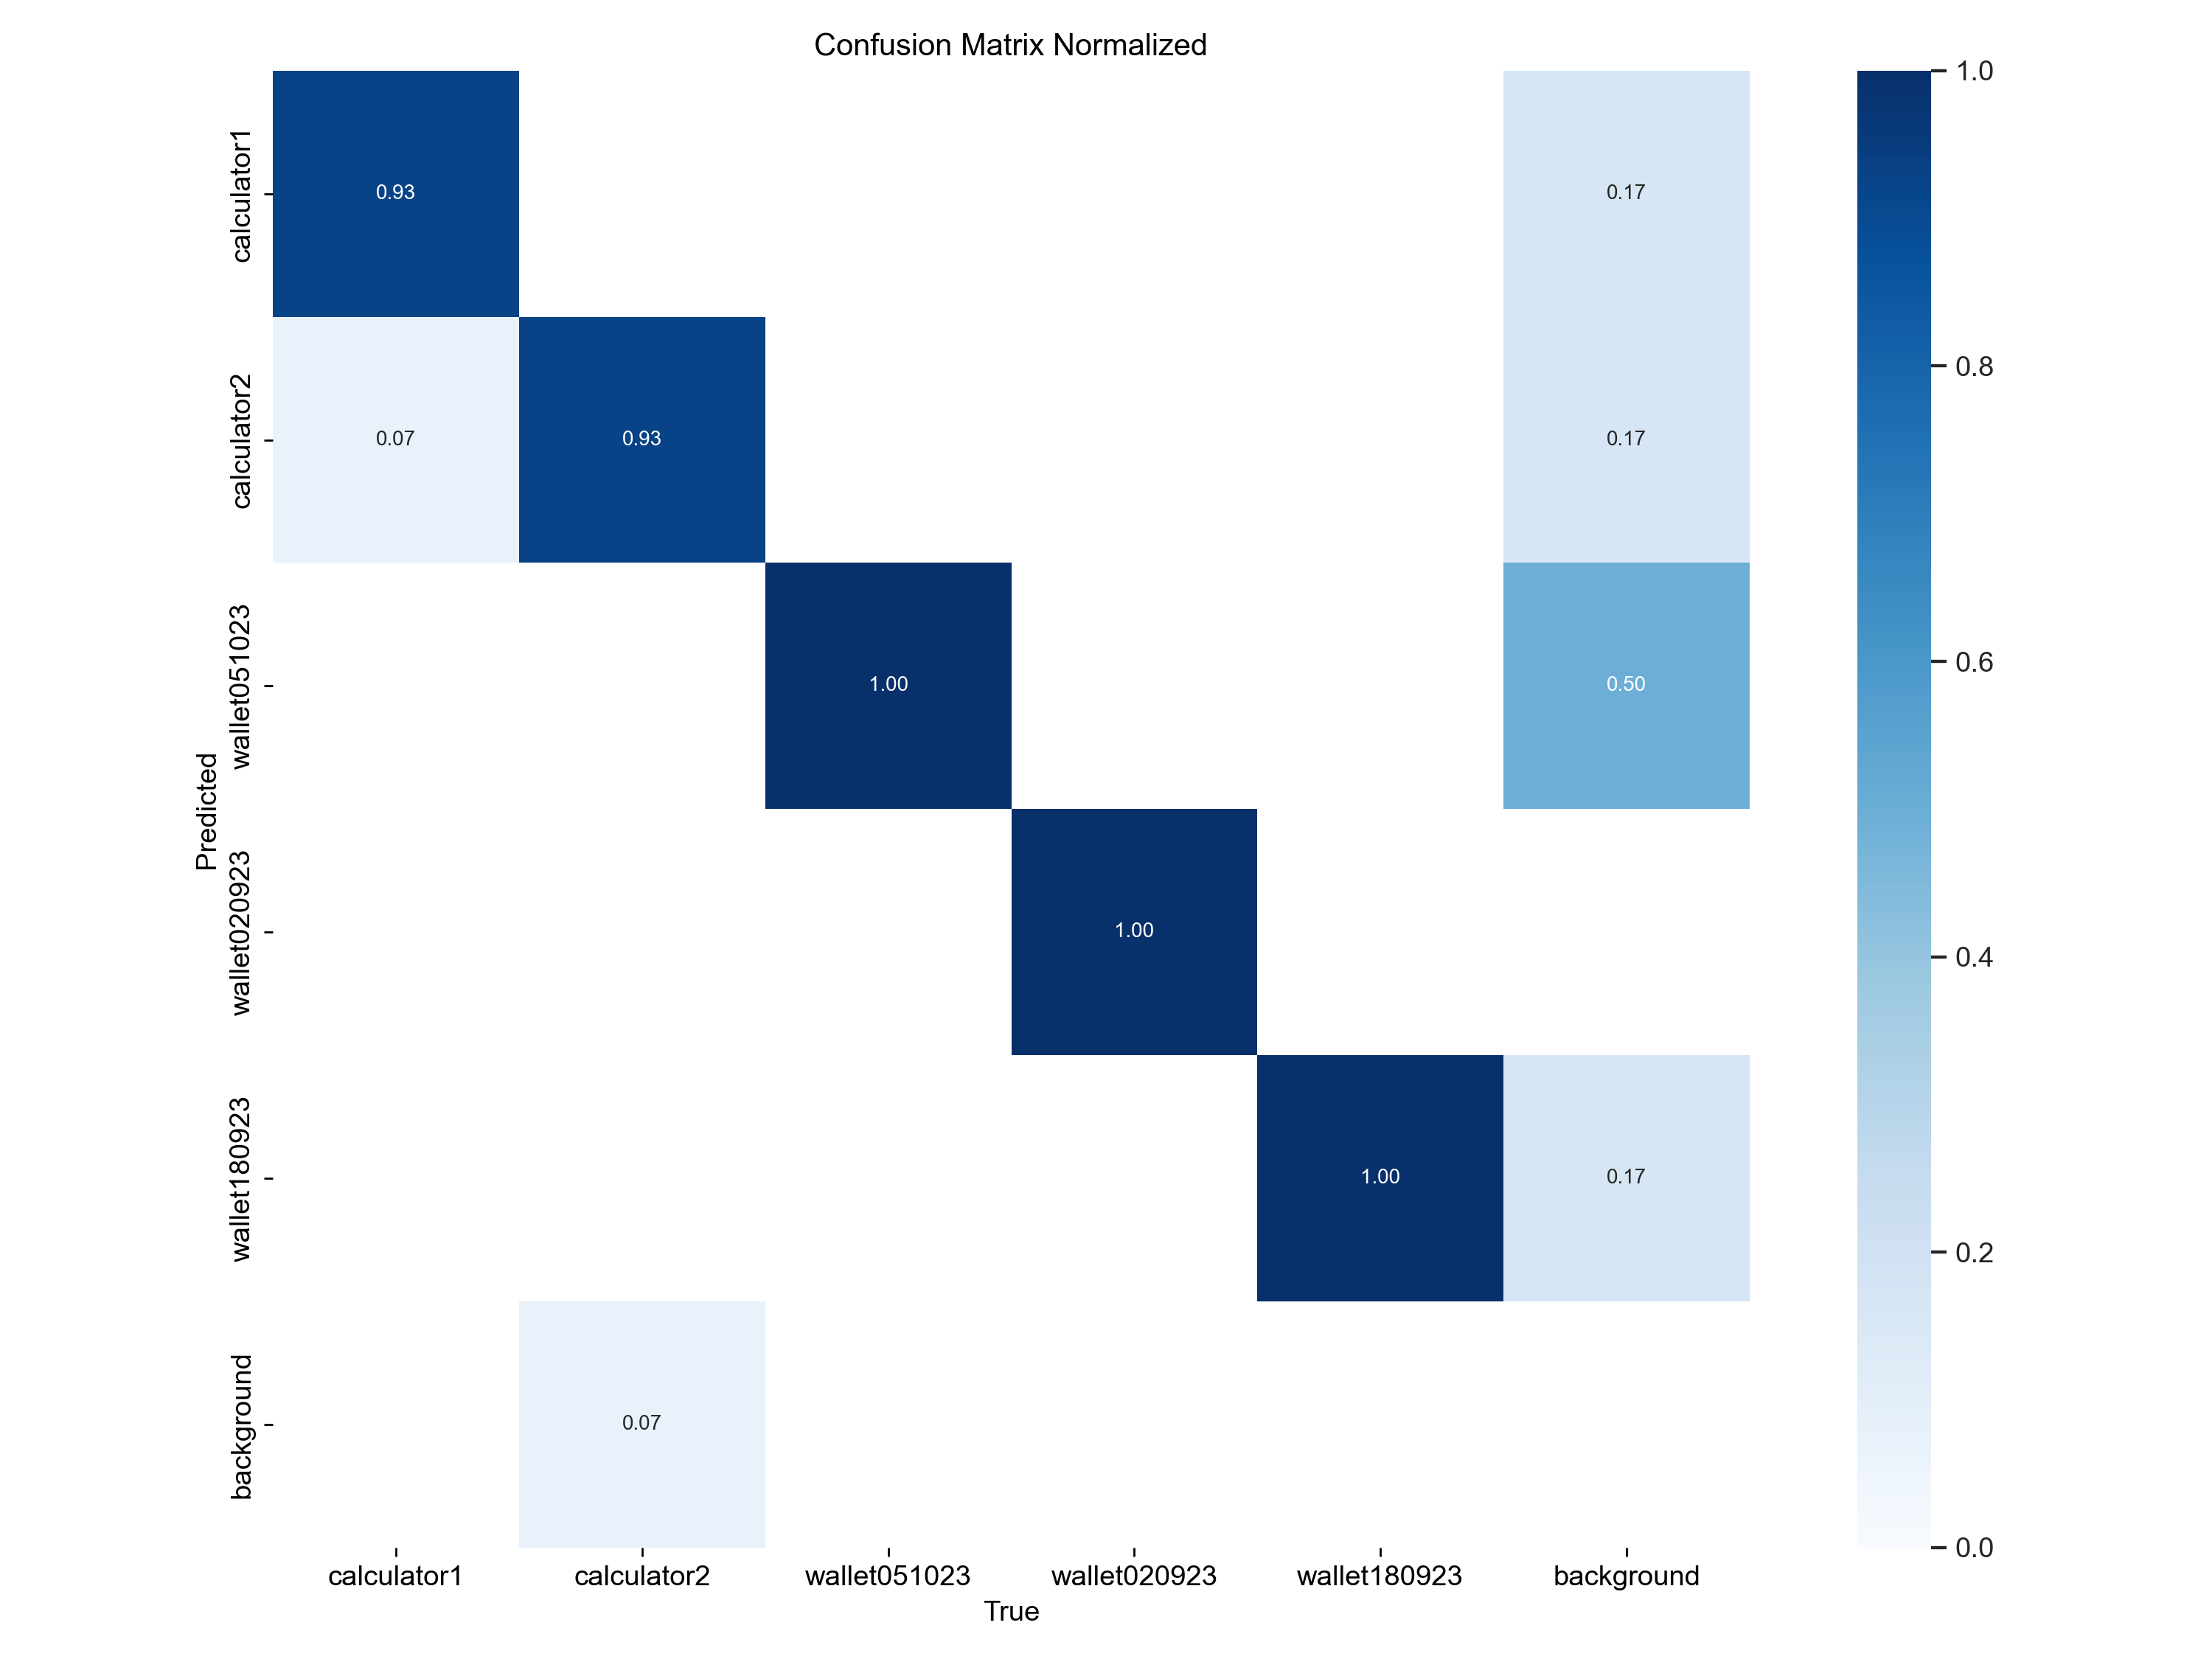 Confusion Matrix Normalized
calculator1
0.93
0.17
1.0
calculator2
0.07
0.93
0.17
0.8
wallet051023
1.00
0.50
0.6
Predicted
wallet020923
1.00
0.4
wallet180923
1.00
0.17
0.2
background
0.07
0.0
calculator1 calculator2 wallet051023 wallet020923 wallet180923 background
True